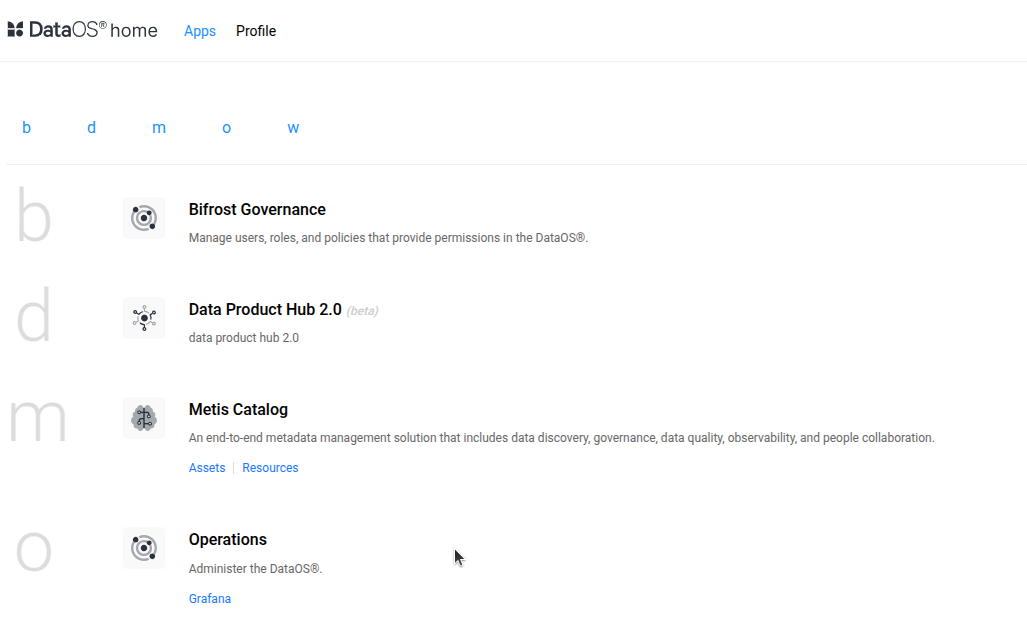 DataOS® home Apps Profile
b d m o w
b
Bifrost Governance
Manage users, roles, and policies that provide permissions in the DataOS®.
d
Data Product Hub 2.0 (beta)
data product hub 2.0
m
Metis Catalog
An end-to-end metadata management solution that includes data discovery, governance, data quality, observability, and people collaboration.
Assets | Resources
o
Operations
Administer the DataOS®.
Grafana